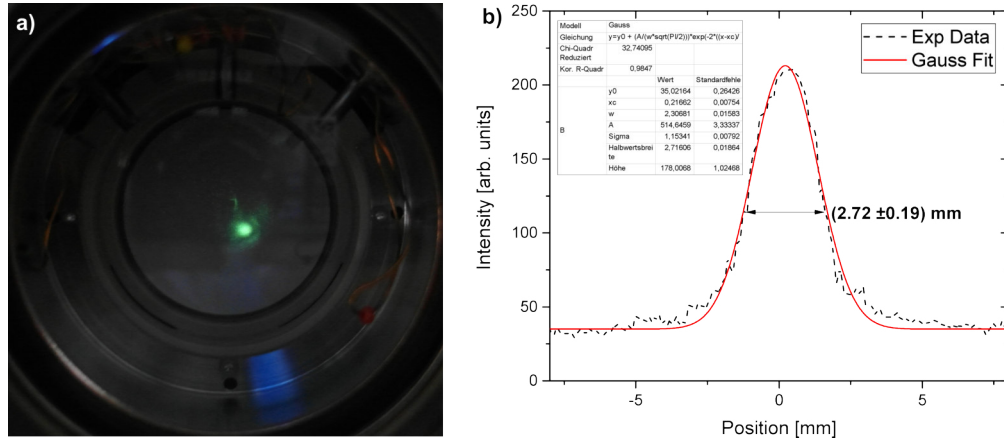 a)
b)
Modell Gauss
Gleichung y=y0 + (A/(w*sqrt(PI/2)))*exp(-2*((x-xc)/
Chi-Quadr Reduziert 32,74095
Kor. R-Quadr 0,9847
Wert Standardfehle
B
y0 35,02164 0,26426
xc 0,21662 0,00754
w 2,30681 0,01583
A 514,6459 3,33337
Sigma 1,15341 0,00792
Halbwertsbrei
te 2,71606 0,01864
Höhe 178,0068 1,02468
Exp Data
Gauss Fit
(2.72 ±0.19) mm
Intensity [arb. units]
250
200
150
100
50
0
-5 0 5
Position [mm]